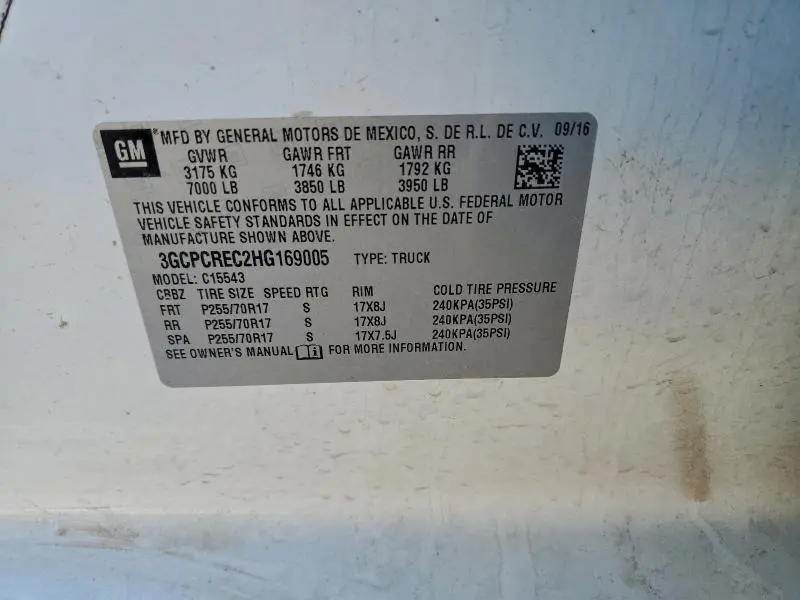 GM ®MFD BY GENERAL MOTORS DE MEXICO, S. DE R.L. DE C.V. 09/16
GVWR GAWR FRT GAWR RR
3175 KG 1746 KG 1792 KG
7000 LB 3850 LB 3950 LB
THIS VEHICLE CONFORMS TO ALL APPLICABLE U.S. FEDERAL MOTOR
VEHICLE SAFETY STANDARDS IN EFFECT ON THE DATE OF
MANUFACTURE SHOWN ABOVE.
3GCPCREC2HG169005 TYPE: TRUCK
MODEL: C15543
CBBZ TIRE SIZE SPEED RTG RIM COLD TIRE PRESSURE
FRT P255/70R17 S 17X8J 240KPA(35PSI)
RR P255/70R17 S 17X8J 240KPA(35PSI)
SPA P255/70R17 S 17X7.5J 240KPA(35PSI)
SEE OWNER'S MANUAL FOR MORE INFORMATION.